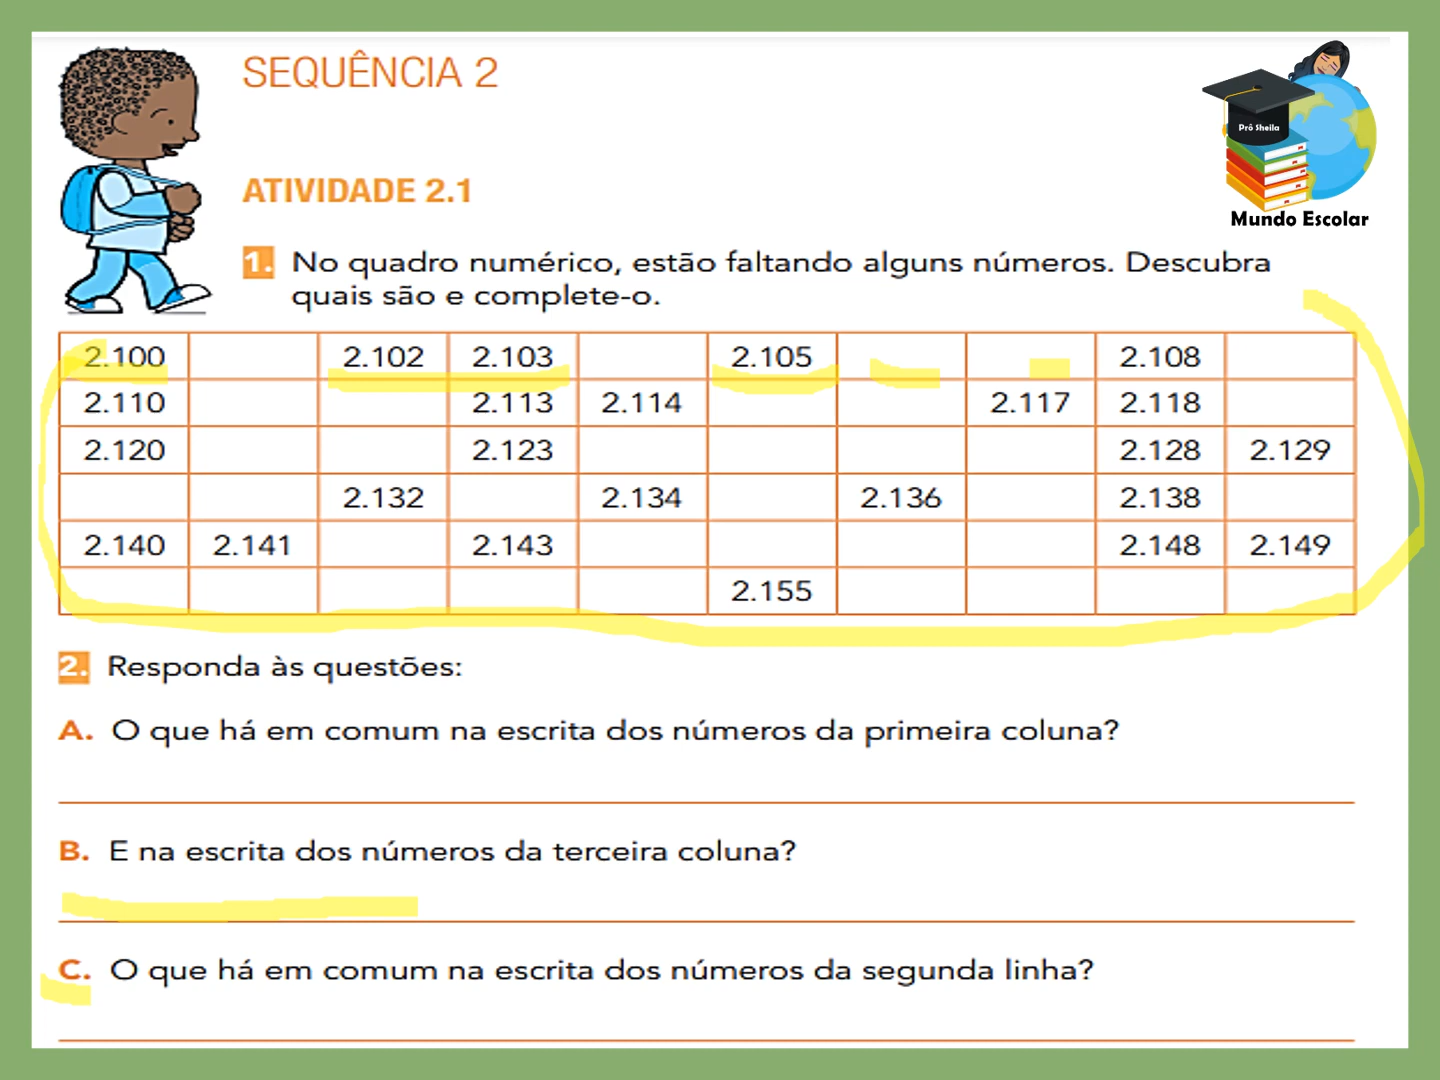 SEQUÊNCIA 2
Prô Sheila
Mundo Escolar
ATIVIDADE 2.1
1. No quadro numérico, estão faltando alguns números. Descubra
quais são e complete-o.
2.100 2.102 2.103 2.105 2.108
2.110 2.113 2.114 2.117 2.118
2.120 2.123 2.128 2.129
2.132 2.134 2.136 2.138
2.140 2.141 2.143 2.148 2.149
2.155
2. Responda às questões:
A. O que há em comum na escrita dos números da primeira coluna?
B. E na escrita dos números da terceira coluna?
C. O que há em comum na escrita dos números da segunda linha?